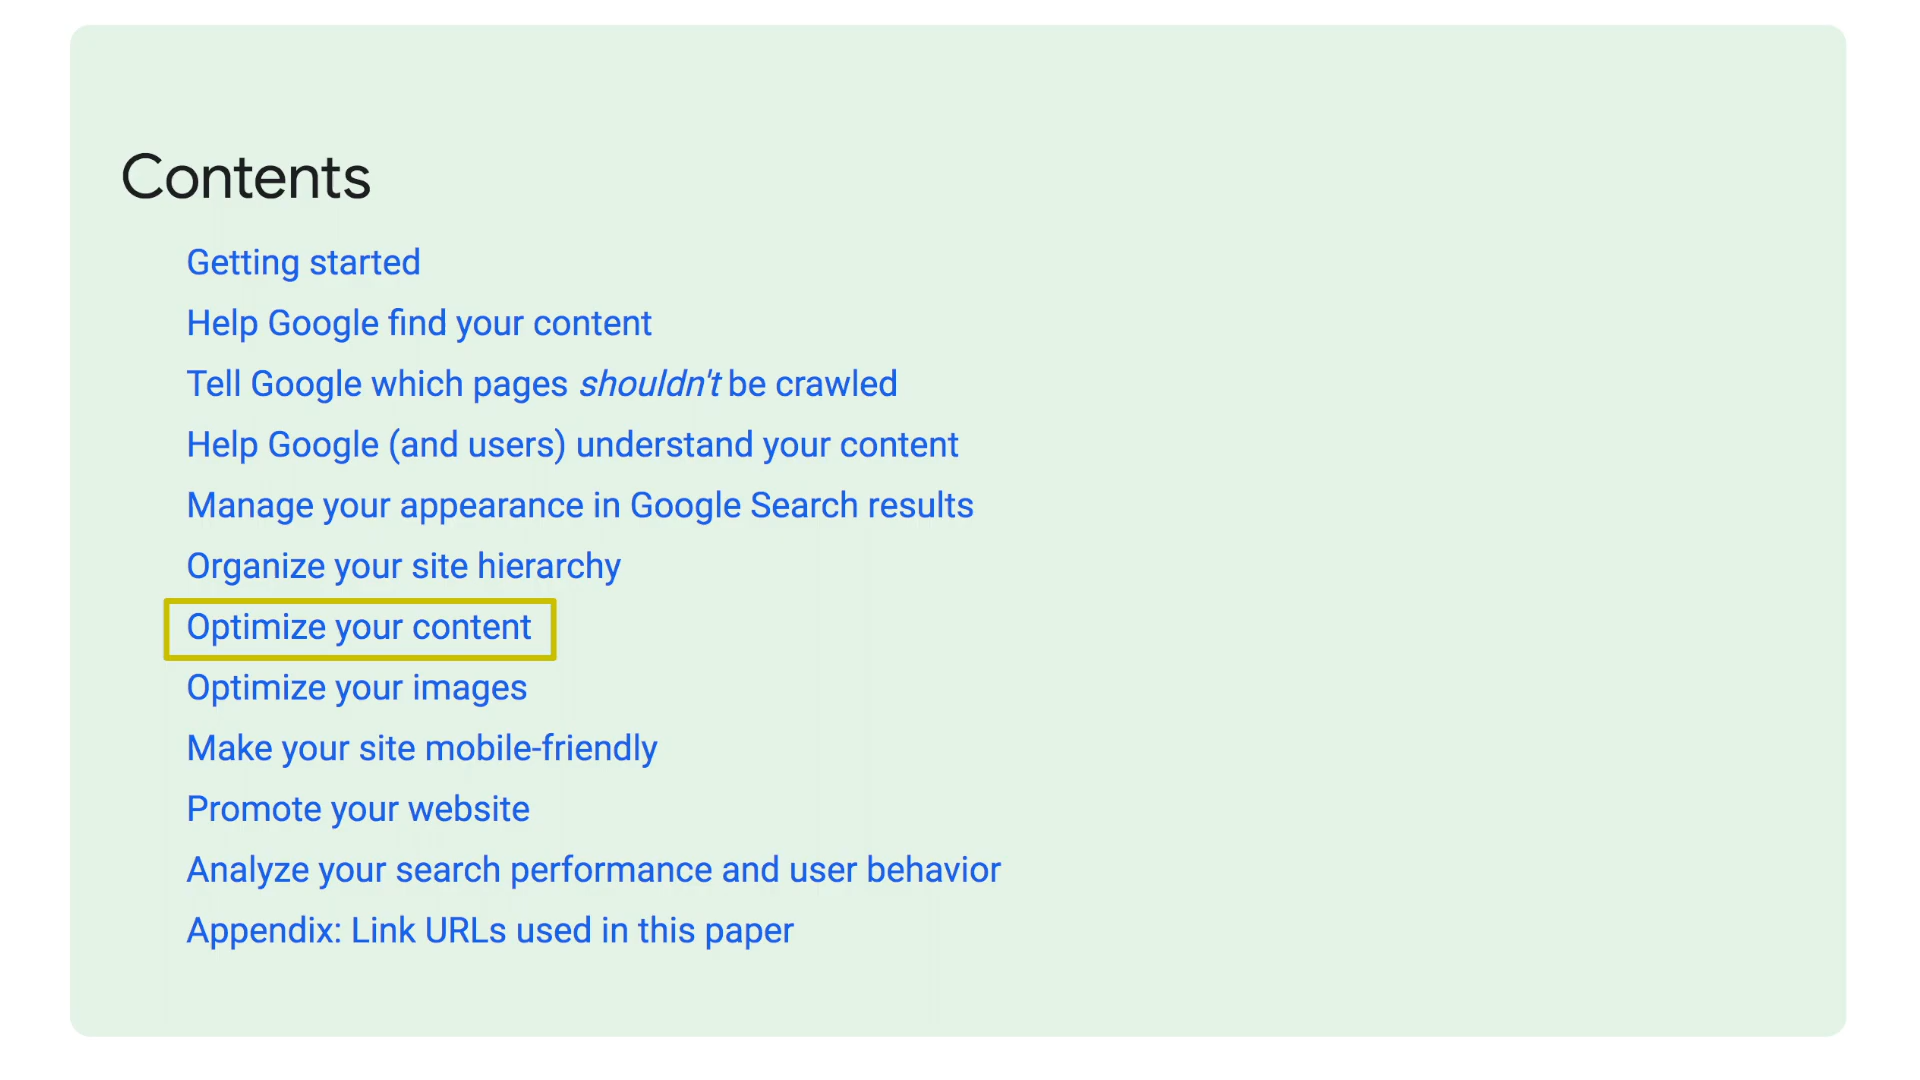 Contents
Getting started
Help Google find your content
Tell Google which pages shouldn't be crawled
Help Google (and users) understand your content
Manage your appearance in Google Search results
Organize your site hierarchy
Optimize your content
Optimize your images
Make your site mobile-friendly
Promote your website
Analyze your search performance and user behavior
Appendix: Link URLs used in this paper